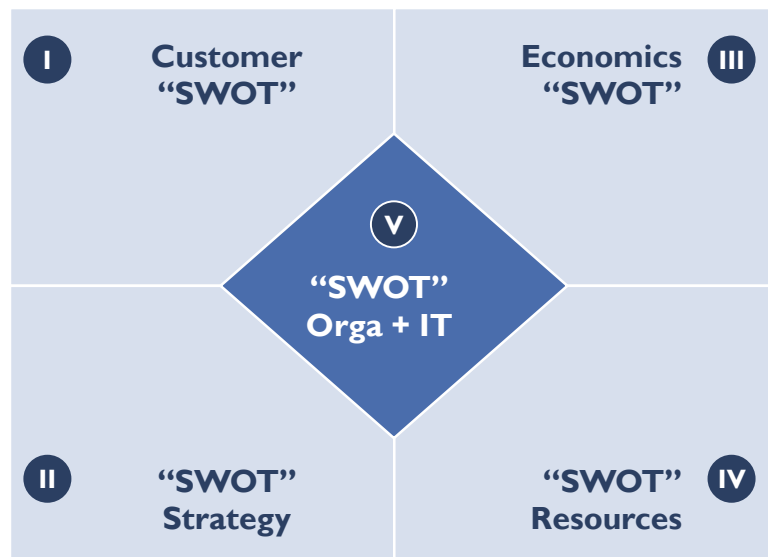 I
Customer
“SWOT”
Economics
“SWOT”
III
V
“SWOT”
Orga + IT
II
“SWOT”
Strategy
“SWOT”
Resources
IV